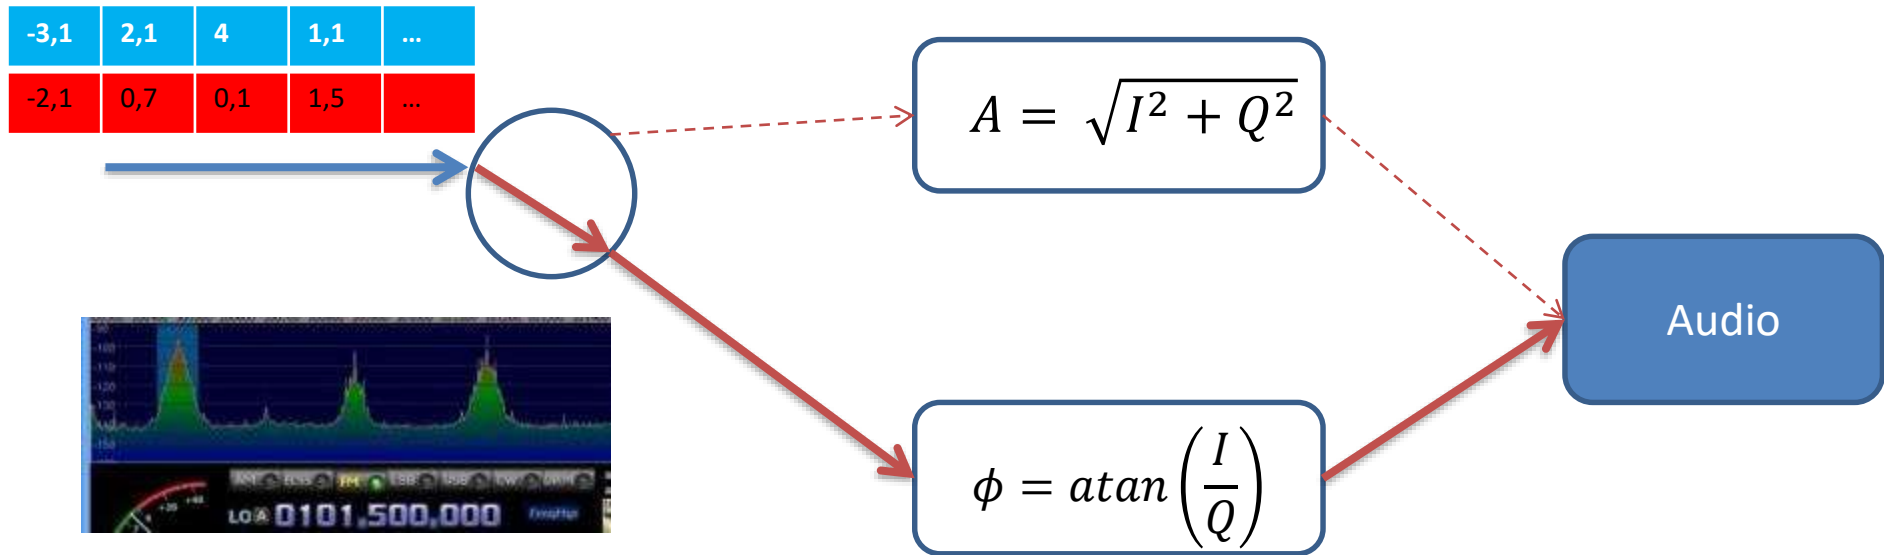 -3,1 2,1 4 1,1 ...
-2,1 0,7 0,1 1,5 ...
A = √(I² + Q²)
Audio
ϕ = atan(I/Q)
FM
LO A 0101,500,000